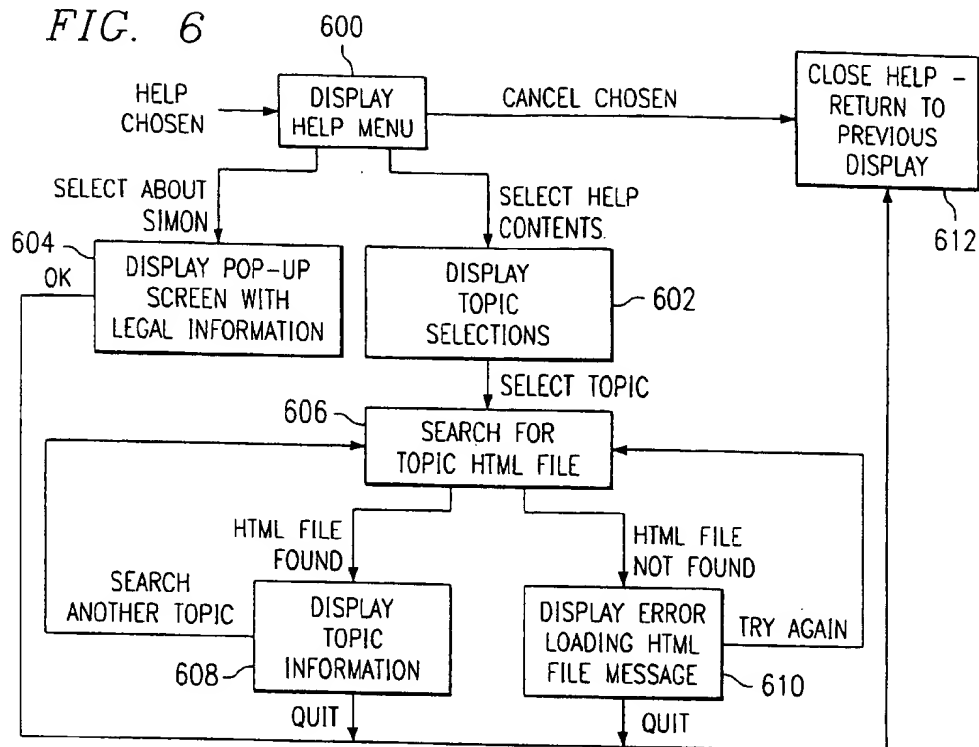 FIG. 6
600
HELP
CHOSEN
DISPLAY
HELP MENU
CANCEL CHOSEN
CLOSE HELP -
RETURN TO
PREVIOUS
DISPLAY
612
SELECT ABOUT
SIMON
SELECT HELP
CONTENTS
604
OK
DISPLAY POP-UP
SCREEN WITH
LEGAL INFORMATION
DISPLAY
TOPIC
SELECTIONS
602
SELECT TOPIC
606
SEARCH FOR
TOPIC HTML FILE
HTML FILE
FOUND
HTML FILE
NOT FOUND
SEARCH
ANOTHER TOPIC
DISPLAY
TOPIC
INFORMATION
608
DISPLAY ERROR
LOADING HTML
FILE MESSAGE
TRY AGAIN
610
QUIT
QUIT